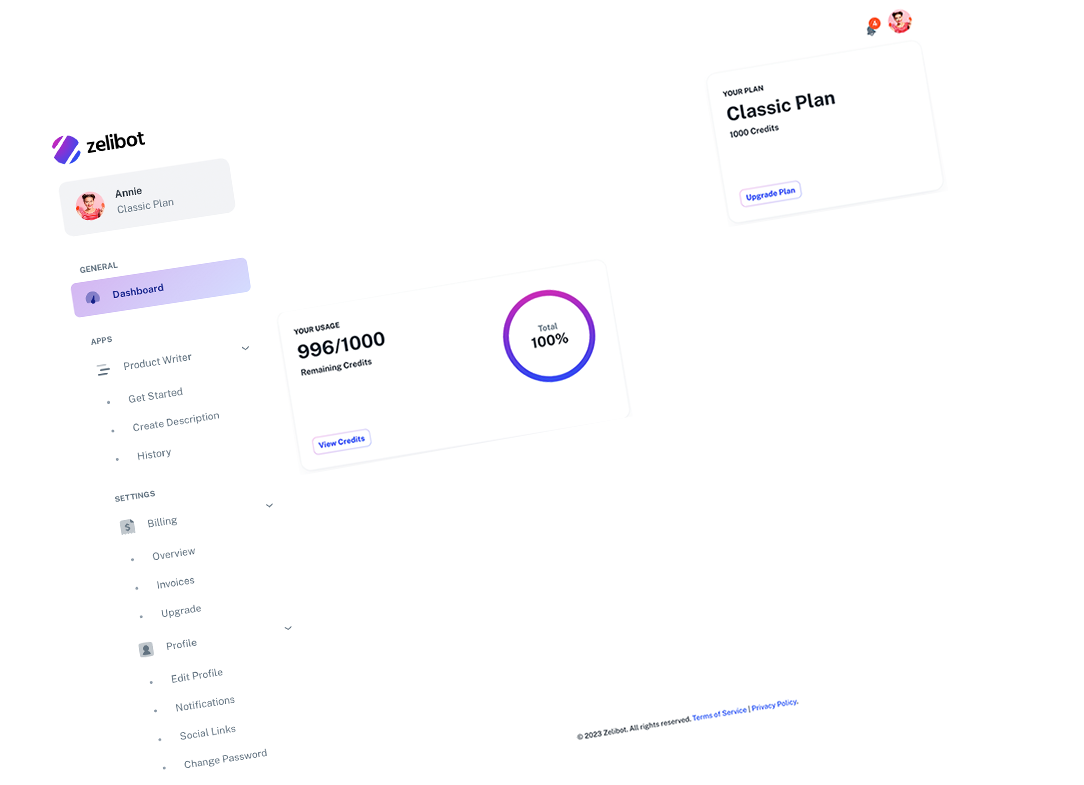 zelibot
Annie
Classic Plan
GENERAL
Dashboard
APPS
Product Writer
Get Started
Create Description
History
SETTINGS
Billing
Overview
Invoices
Upgrade
Profile
Edit Profile
Notifications
Social Links
Change Password
YOUR USAGE
996/1000
Remaining Credits
Total
100%
View Credits
YOUR PLAN
Classic Plan
1000 Credits
Upgrade Plan
© 2023 Zelibot. All rights reserved. Terms of Service | Privacy Policy.